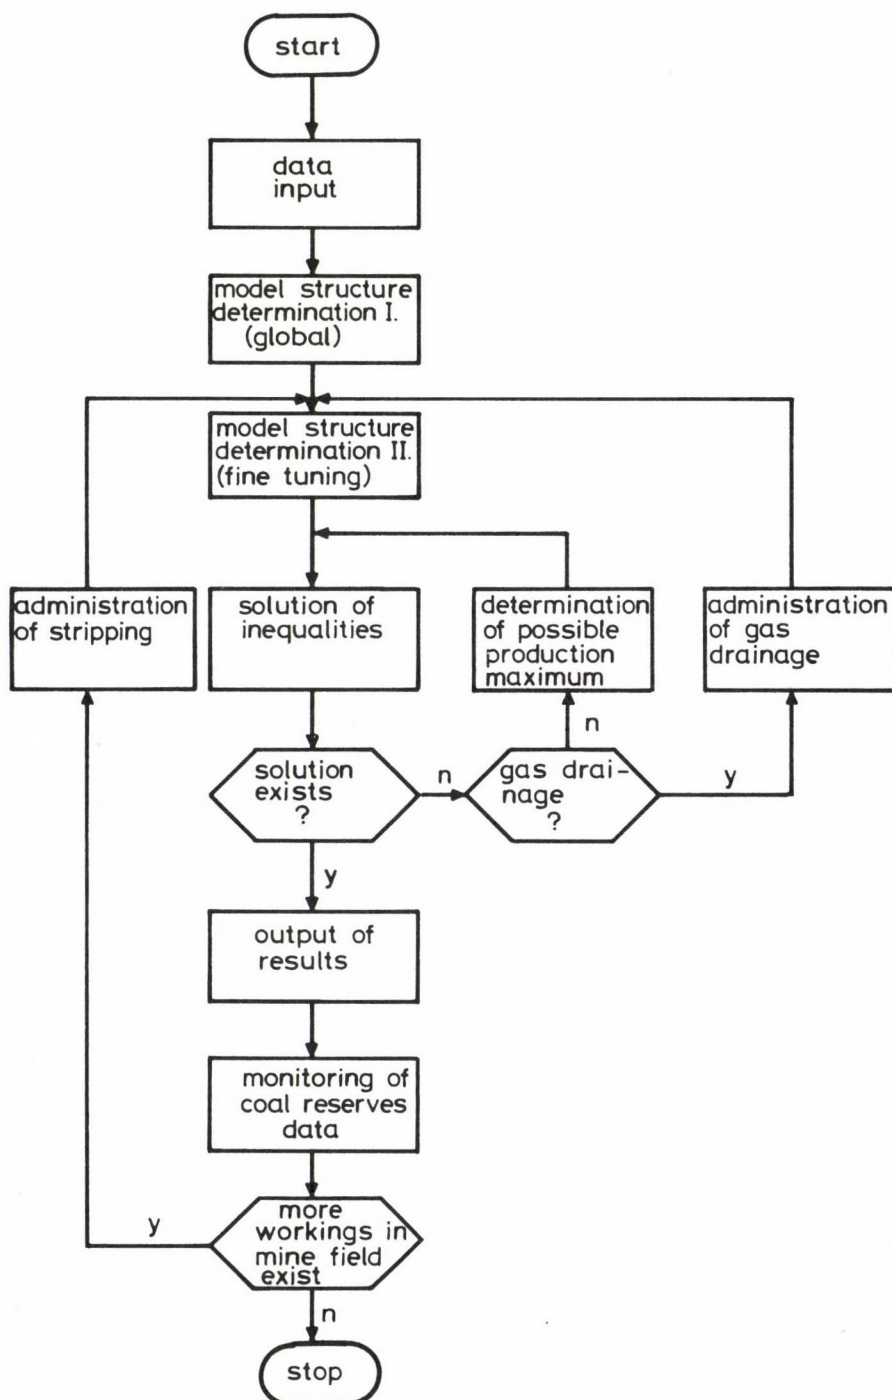 start
data
input
model structure
determination I.
(global)
model structure
determination II.
(fine tuning)
administration
of stripping
solution of
inequalities
determination
of possible
production
maximum
administration
of gas
drainage
n
solution
exists
?
n
gas drai-
nage
?
y
y
output of
results
monitoring of
coal reserves
data
more
workings in
mine field
exist
y
n
stop